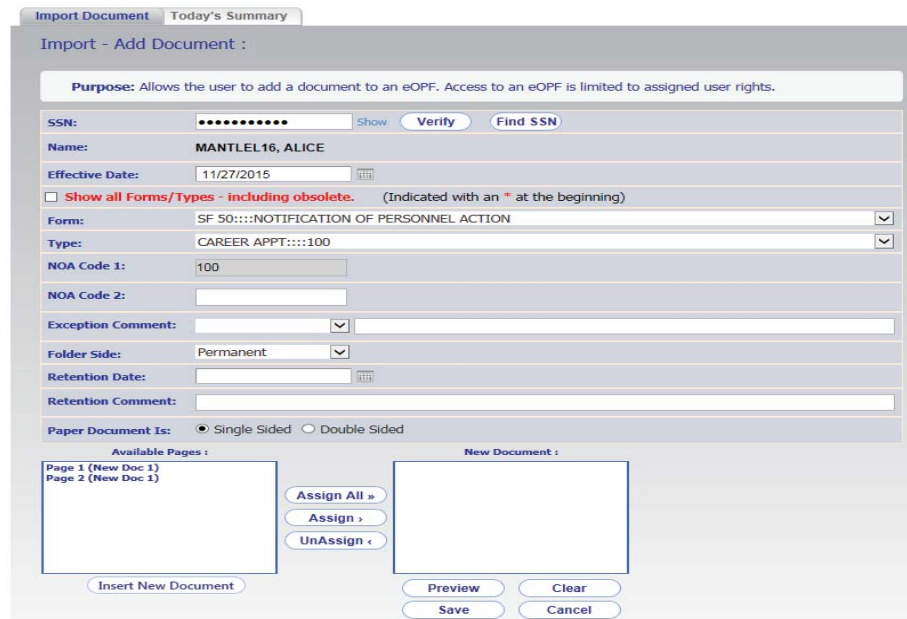 Import Document Today's Summary
Import - Add Document :
Purpose: Allows the user to add a document to an eOPF. Access to an eOPF is limited to assigned user rights.
SSN: ●●●●●●●●●●● Show Verify Find SSN
Name: MANTLEL16, ALICE
Effective Date: 11/27/2015
Show all Forms/Types - including obsolete. (Indicated with an * at the beginning)
Form: SF 50::::NOTIFICATION OF PERSONNEL ACTION
Type: CAREER APPT::::100
NOA Code 1: 100
NOA Code 2:
Exception Comment:
Folder Side: Permanent
Retention Date:
Retention Comment:
Paper Document Is: Single Sided Double Sided
Available Pages : New Document :
Page 1 (New Doc 1)
Page 2 (New Doc 1)
Assign All »
Assign ›
UnAssign ‹
Insert New Document Preview Clear
Save Cancel